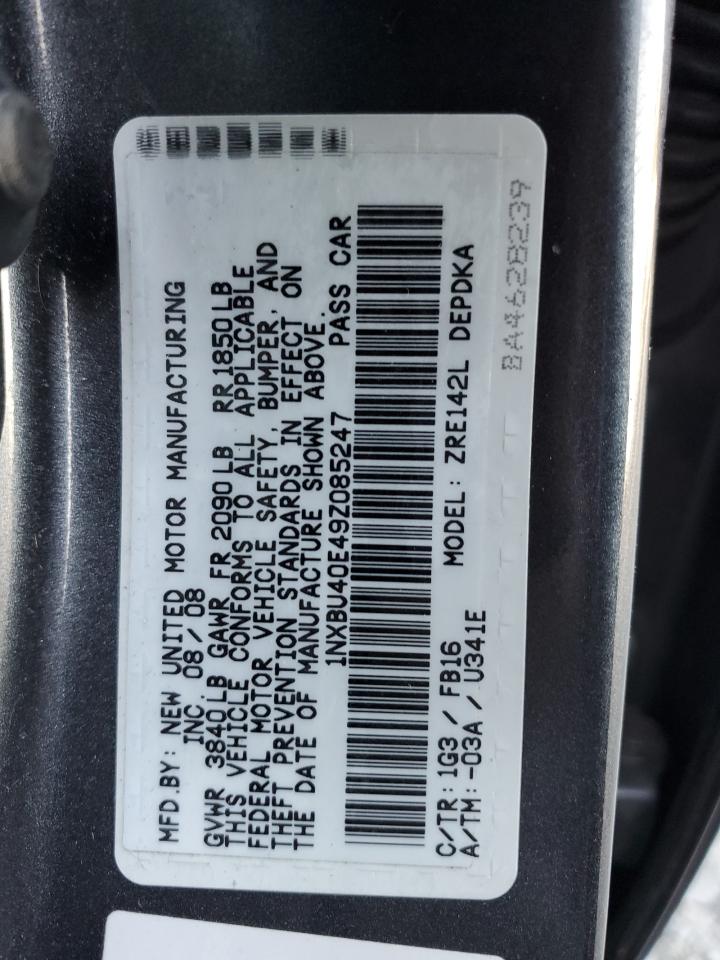 MFD.BY: NEW UNITED MOTOR MANUFACTURING
INC. 08/08
GVWR 3840LB GAWR FR 2090LB RR1850LB
THIS VEHICLE CONFORMS TO ALL APPLICABLE
FEDERAL MOTOR VEHICLE SAFETY, BUMPER, AND
THEFT PREVENTION STANDARDS IN EFFECT ON
THE DATE OF MANUFACTURE SHOWN ABOVE.
1NXBU40E49Z085247 PASS CAR
C/TR: 1G3 / FB16 MODEL: ZRE142L DEPDKA
A/TM: -03A / U341E
8A4628239